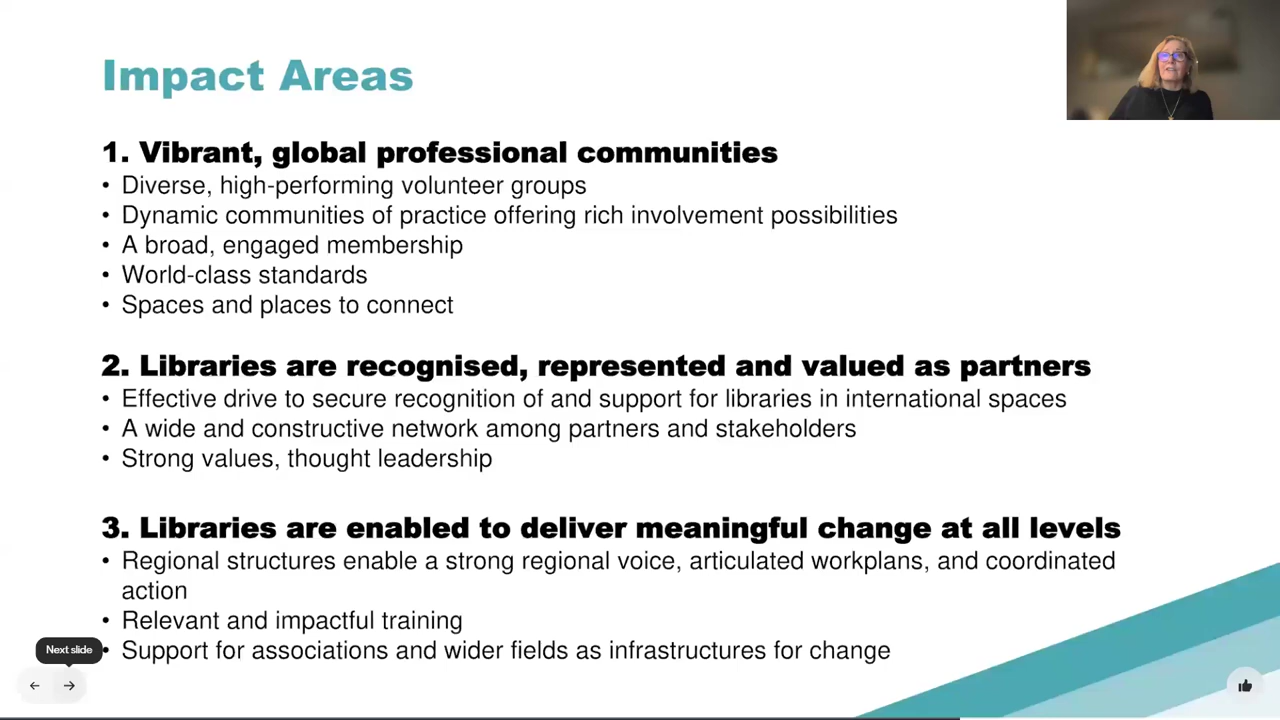 Impact Areas
1. Vibrant, global professional communities
• Diverse, high-performing volunteer groups
• Dynamic communities of practice offering rich involvement possibilities
• A broad, engaged membership
• World-class standards
• Spaces and places to connect
2. Libraries are recognised, represented and valued as partners
• Effective drive to secure recognition of and support for libraries in international spaces
• A wide and constructive network among partners and stakeholders
• Strong values, thought leadership
3. Libraries are enabled to deliver meaningful change at all levels
• Regional structures enable a strong regional voice, articulated workplans, and coordinated
action
• Relevant and impactful training
• Support for associations and wider fields as infrastructures for change
Next slide